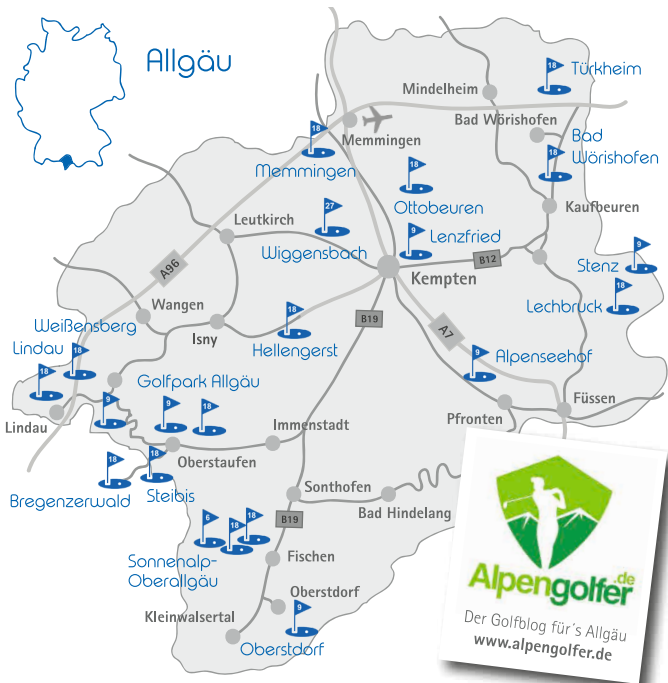 Allgäu
18
Türkheim
Mindelheim
Bad Wörishofen
18
Memmingen
Memmingen
18
Bad
Wörishofen
18
Ottobeuren
27
Leutkirch
Wiggensbach
9
Lenzfried
Kaufbeuren
A96
B12
Kempten
9
Stenz
18
Lechbruck
Wangen
Weißensberg
Isny
18
Hellengerst
B19
A7
Lindau
18
18
9
Alpenseehof
Golfpark Allgäu
9
9
18
Lindau
Immenstadt
Pfronten
Füssen
Oberstaufen
18
Bregenzerwald
18
Steibis
Sonthofen
Bad Hindelang
6
18
18
B19
Sonnenalp-
Oberallgäu
Fischen
Oberstdorf
Kleinwalsertal
9
Oberstdorf
Alpengolfer.de
Der Golfblog für´s Allgäu
www.alpengolfer.de